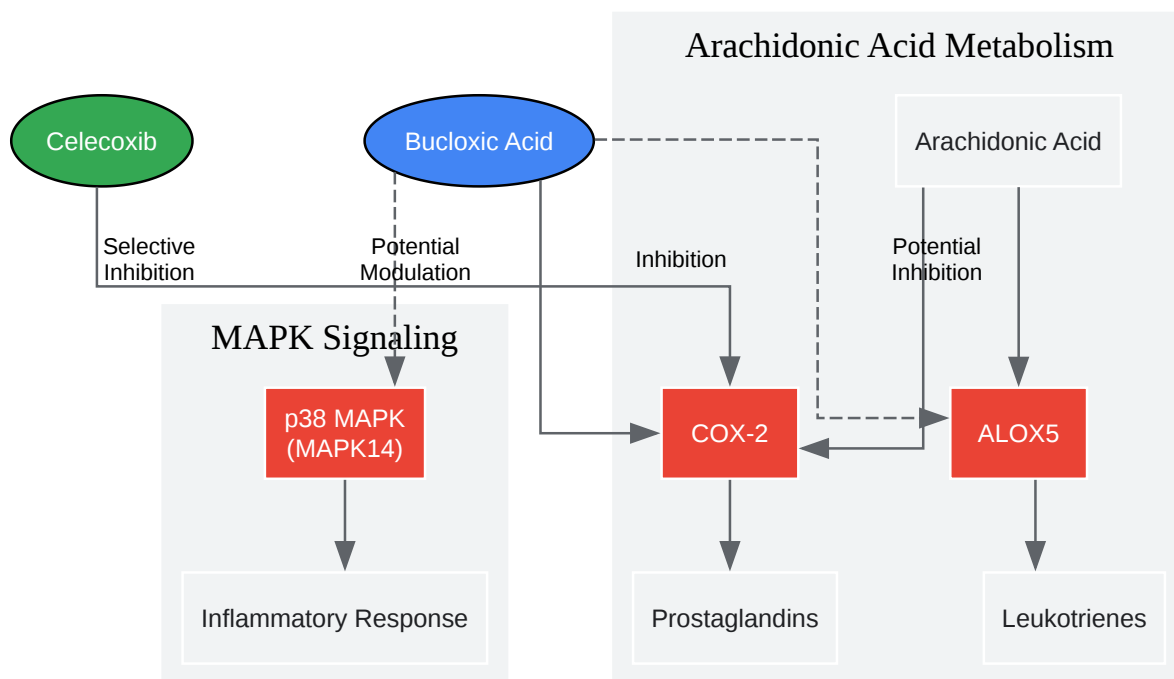 Arachidonic Acid Metabolism
Celecoxib
Bucloxic Acid
Arachidonic Acid
Selective
Inhibition
Potential
Modulation
Inhibition
Potential
Inhibition
MAPK Signaling
p38 MAPK
(MAPK14)
COX-2
ALOX5
Inflammatory Response
Prostaglandins
Leukotrienes